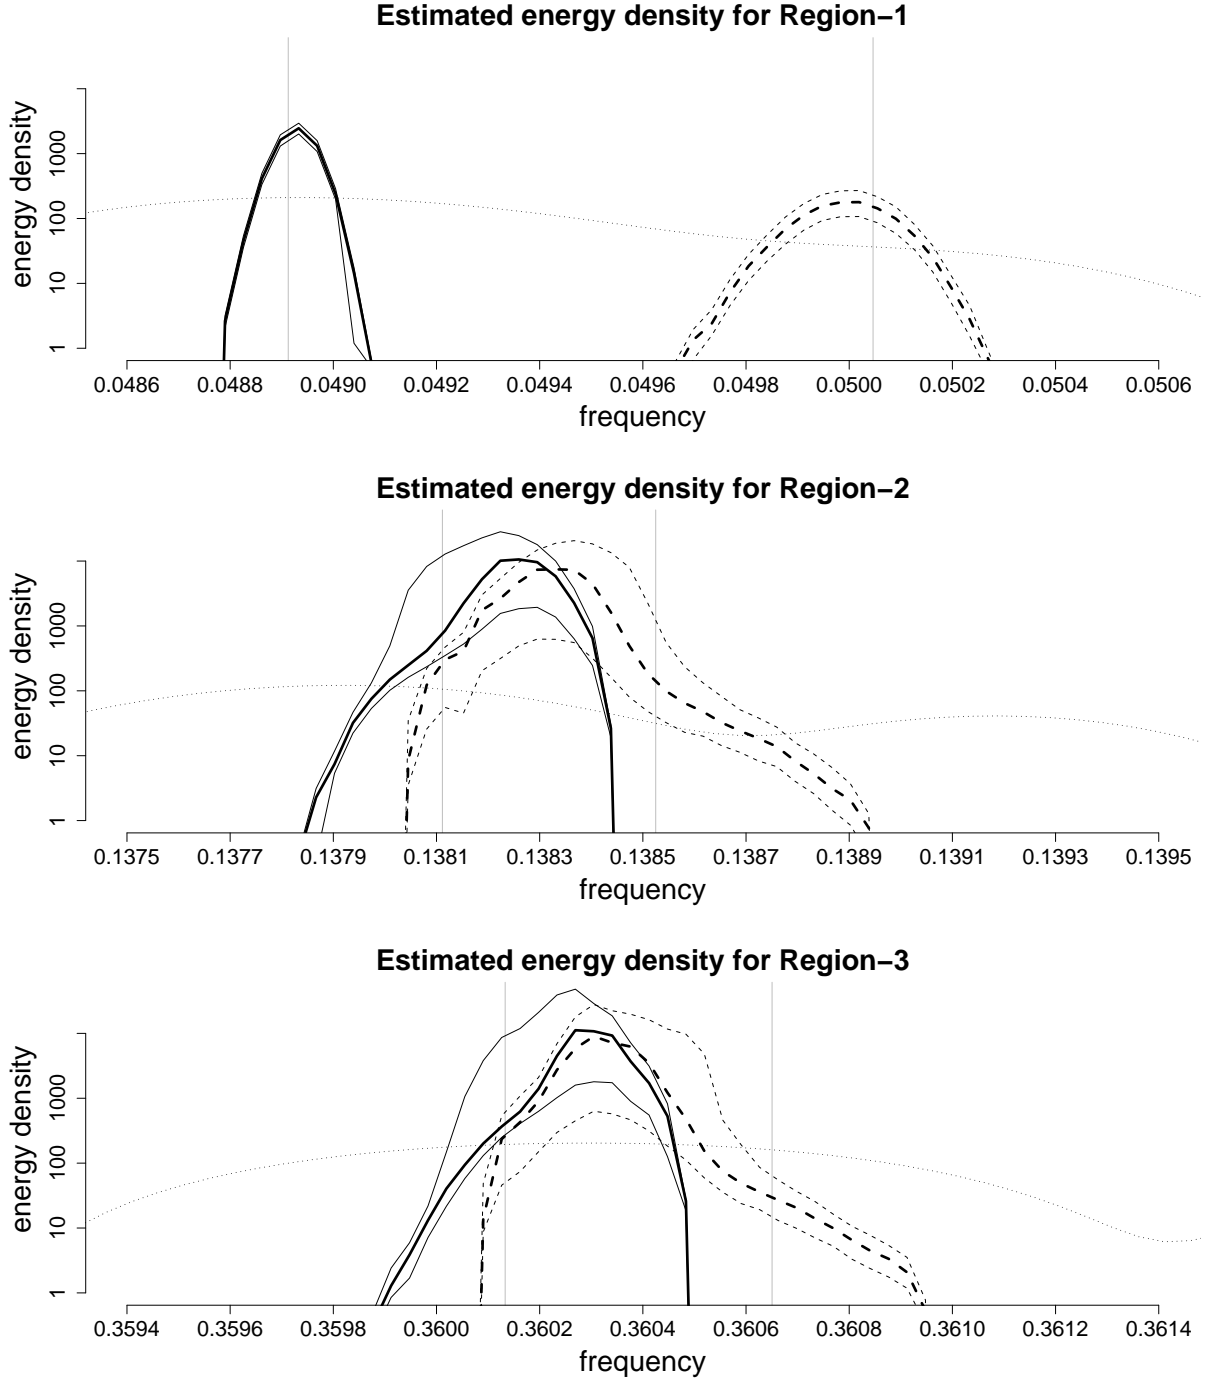 Estimated energy density for Region−1
energy density
1 10 100 1000
0.0486 0.0488 0.0490 0.0492 0.0494 0.0496 0.0498 0.0500 0.0502 0.0504 0.0506
frequency
Estimated energy density for Region−2
energy density
1 10 100 1000
0.1375 0.1377 0.1379 0.1381 0.1383 0.1385 0.1387 0.1389 0.1391 0.1393 0.1395
frequency
Estimated energy density for Region−3
energy density
1 10 100 1000
0.3594 0.3596 0.3598 0.3600 0.3602 0.3604 0.3606 0.3608 0.3610 0.3612 0.3614
frequency